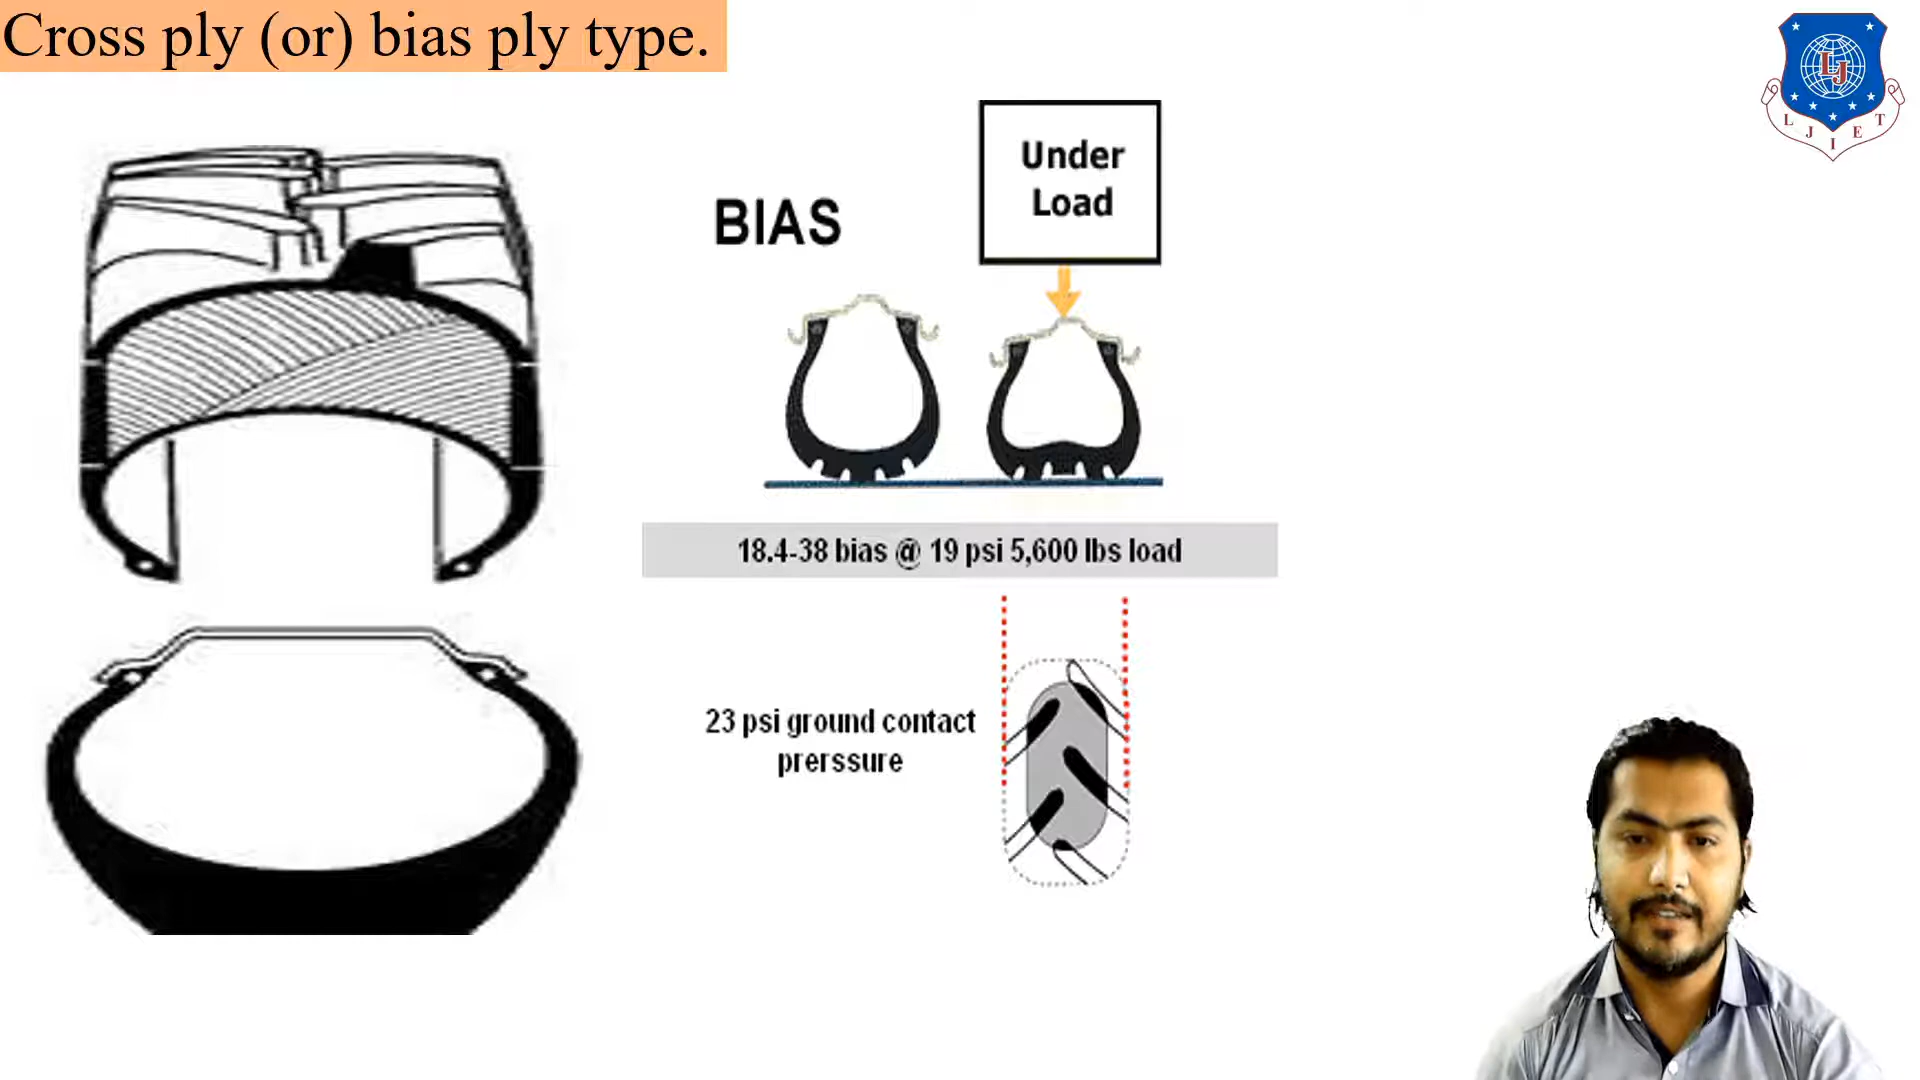 Cross ply (or) bias ply type.
Under
Load
BIAS
18.4-38 bias @ 19 psi 5,600 lbs load
23 psi ground contact
prerssure
LJ
L J I E T